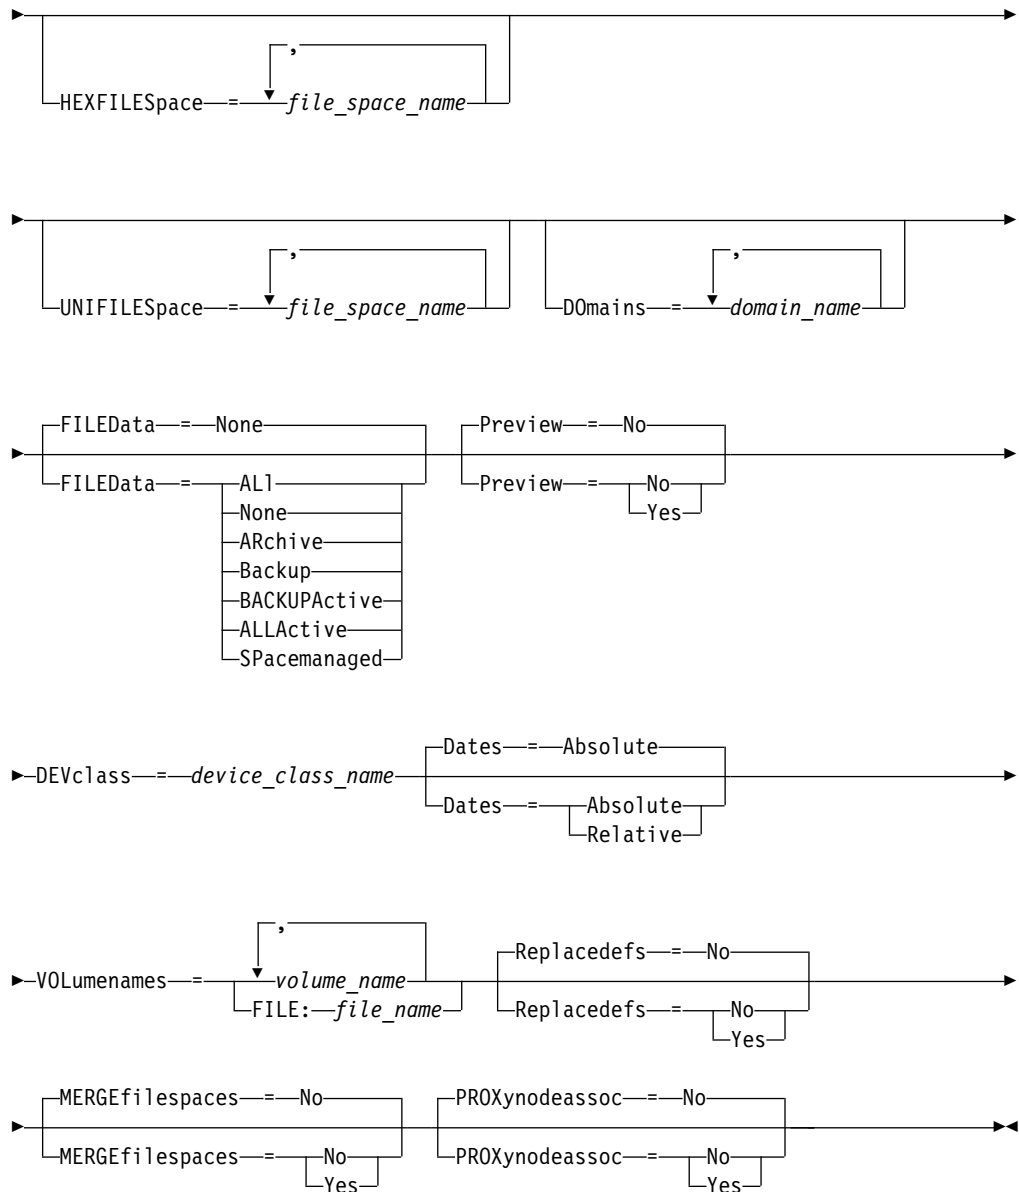 ,
HEXFILESpace = file_space_name
, ,
UNIFILESpace = file_space_name DOmains = domain_name
FILEData = None Preview = No
FILEData = ALl Preview = No
None Yes
ARchive
Backup
BACKUPActive
ALLActive
SPacemanaged
Dates = Absolute
DEVclass = device_class_name
Dates = Absolute
Relative
,
Replacedefs = No
VOLumenames = volume_name
FILE: file_name Replacedefs = No
Yes
MERGEfilespaces = No PROXynodeassoc = No
MERGEfilespaces = No PROXynodeassoc = No
Yes Yes